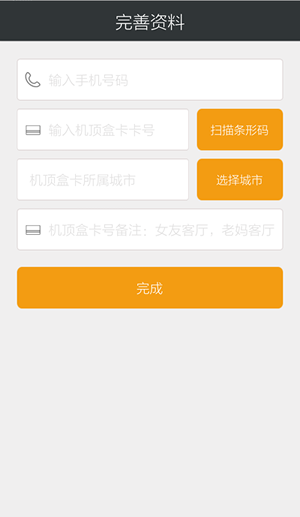 完善资料
输入手机号码
输入机顶盒卡卡号
扫描条形码
机顶盒卡所属城市
选择城市
机顶盒卡号备注：女友客厅，老妈客厅
完成